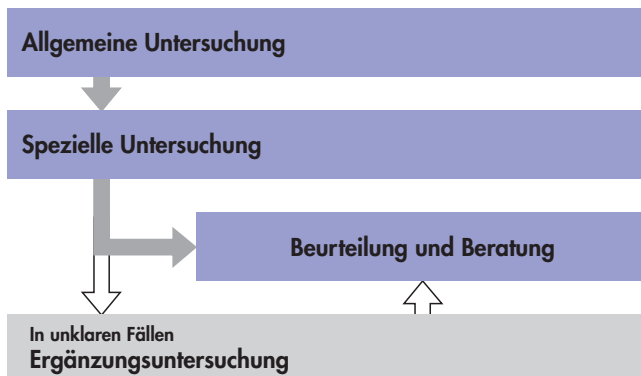 Allgemeine Untersuchung
Spezielle Untersuchung
Beurteilung und Beratung
In unklaren Fällen
Ergänzungsuntersuchung